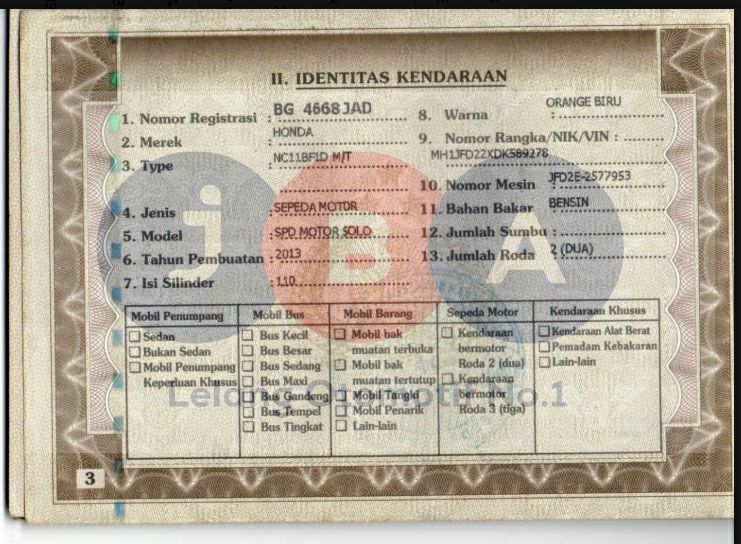 II. IDENTITAS KENDARAAN
1. Nomor Registrasi : BG 4668 JAD
2. Merek : HONDA
3. Type : NC11BF1D M/T
4. Jenis : SEPEDA MOTOR
5. Model : SPD MOTOR SOLO
6. Tahun Pembuatan : 2013
7. Isi Silinder : 110
8. Warna : ORANGE BIRU
9. Nomor Rangka/NIK/VIN :
MH1JFD22XDK589278
10. Nomor Mesin : JFD2E-2577953
11. Bahan Bakar : BENSIN
12. Jumlah Sumbu :
13. Jumlah Roda : 2 (DUA)
jBA
Mobil Penumpang
Sedan
Bukan Sedan
Mobil Penumpang
Keperluan Khusus
Mobil Bus
Bus Kecil
Bus Besar
Bus Sedang
Bus Maxi
Bus Gandeng
Bus Tempel
Bus Tingkat
Mobil Barang
Mobil bak
muatan terbuka
Mobil bak
muatan tertutup
Mobil Tangki
Mobil Penarik
Lain-lain
Sepeda Motor
Kendaraan
bermotor
Roda 2 (dua)
Kendaraan
bermotor
Roda 3 (tiga)
Kendaraan Khusus
Kendaraan Alat Berat
Pemadam Kebakaran
Lain-lain
Lelang Otomotif No.1
3